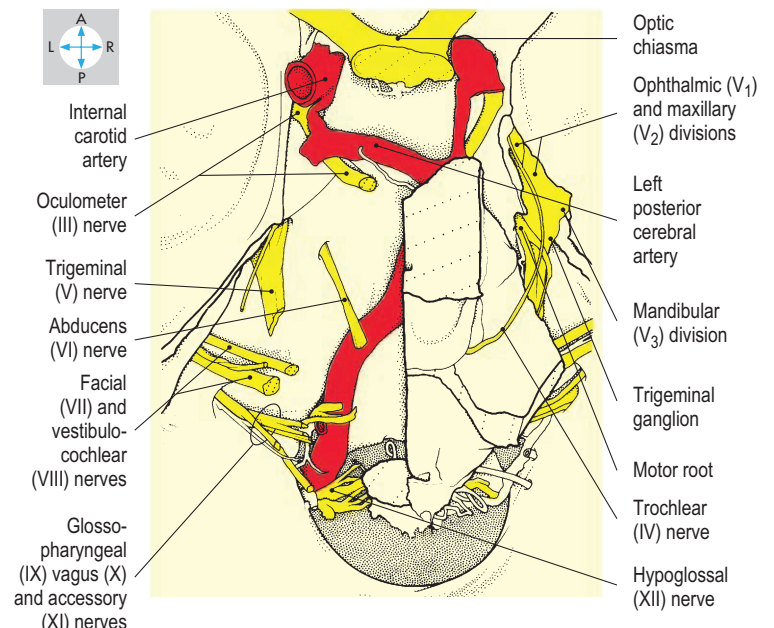 A
L R
P
Internal
carotid
artery
Oculometer
(III) nerve
Trigeminal
(V) nerve
Abducens
(VI) nerve
Facial
(VII) and
vestibulo-
cochlear
(VIII) nerves
Glosso-
pharyngeal
(IX) vagus (X)
and accessory
(XI) nerves
Optic
chiasma
Ophthalmic (V1)
and maxillary
(V2) divisions
Left
posterior
cerebral
artery
Mandibular
(V3) division
Trigeminal
ganglion
Motor root
Trochlear
(IV) nerve
Hypoglossal
(XII) nerve